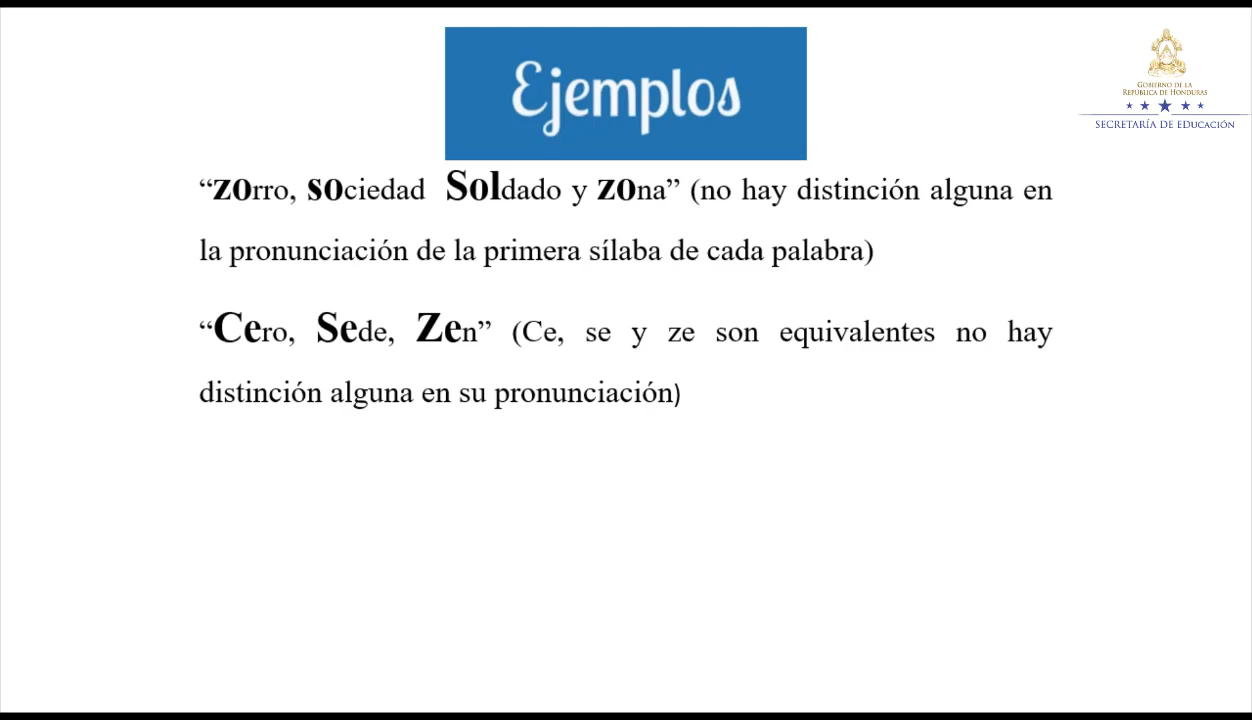 Ejemplos
GOBIERNO DE LA
REPÚBLICA DE HONDURAS
SECRETARÍA DE EDUCACIÓN
“zorro, sociedad Soldado y zona” (no hay distinción alguna en
la pronunciación de la primera sílaba de cada palabra)
“Cero, Sede, Zen” (Ce, se y ze son equivalentes no hay
distinción alguna en su pronunciación)